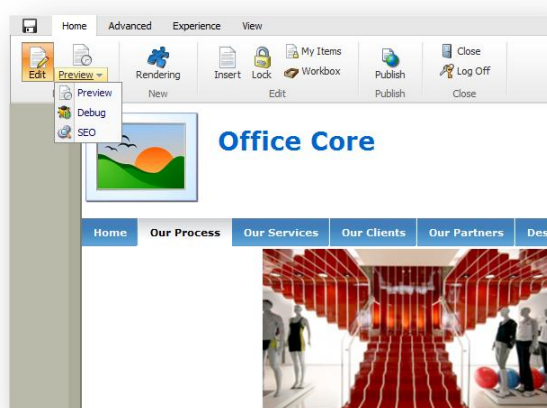 Home Advanced Experience View
Edit Preview Rendering Insert Lock My Items Workbox Publish Close Log Off
New Edit Publish Close
Preview
Debug
SEO
Office Core
Home Our Process Our Services Our Clients Our Partners